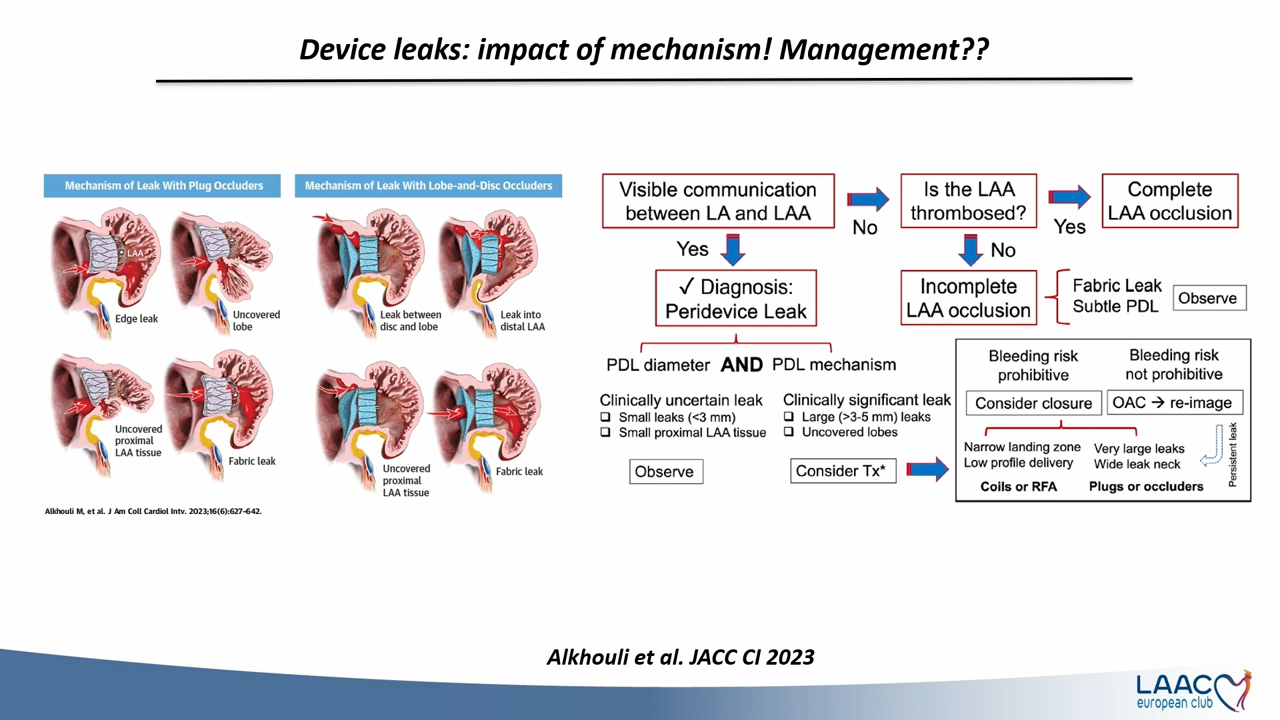 Device leaks: impact of mechanism! Management??
Mechanism of Leak With Plug Occluders
LAA
Edge leak
Uncovered
lobe
Uncovered
proximal
LAA tissue
Fabric leak
Mechanism of Leak With Lobe-and-Disc Occluders
Leak between
disc and lobe
Leak into
distal LAA
Uncovered
proximal
LAA tissue
Fabric leak
Alkhouli M, et al. J Am Coll Cardiol Intv. 2023;16(6):627-642.
Visible communication
between LA and LAA
No
Is the LAA
thrombosed?
Yes
Complete
LAA occlusion
Yes
No
✓ Diagnosis:
Peridevice Leak
Incomplete
LAA occlusion
Fabric Leak
Subtle PDL
Observe
PDL diameter AND PDL mechanism
Clinically uncertain leak
❑ Small leaks (<3 mm)
❑ Small proximal LAA tissue
Observe
Clinically significant leak
❑ Large (>3-5 mm) leaks
❑ Uncovered lobes
Consider Tx*
Bleeding risk
prohibitive
Consider closure
Bleeding risk
not prohibitive
OAC → re-image
Persistent leak
Narrow landing zone
Low profile delivery
Coils or RFA
Very large leaks
Wide leak neck
Plugs or occluders
Alkhouli et al. JACC CI 2023
LAAC
european club